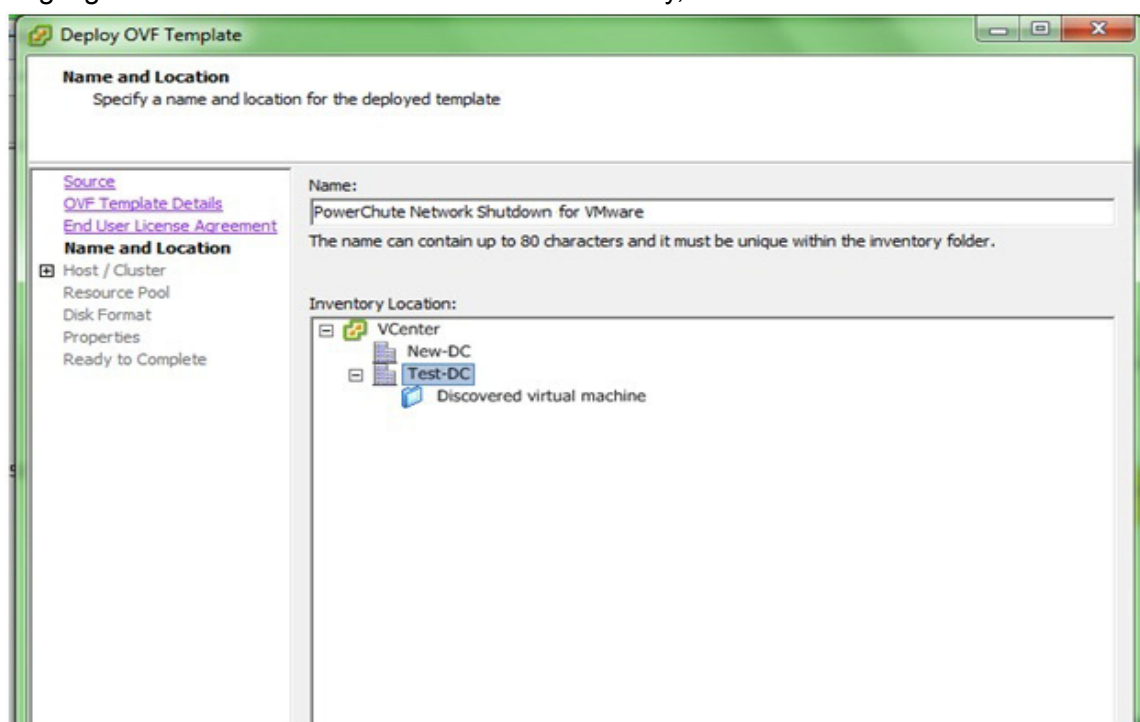 Deploy OVF Template
Name and Location
Specify a name and location for the deployed template
Source
OVF Template Details
End User License Agreement
Name and Location
Host / Cluster
Resource Pool
Disk Format
Properties
Ready to Complete
Name:
PowerChute Network Shutdown for VMware
The name can contain up to 80 characters and it must be unique within the inventory folder.
Inventory Location:
VCenter
New-DC
Test-DC
Discovered virtual machine